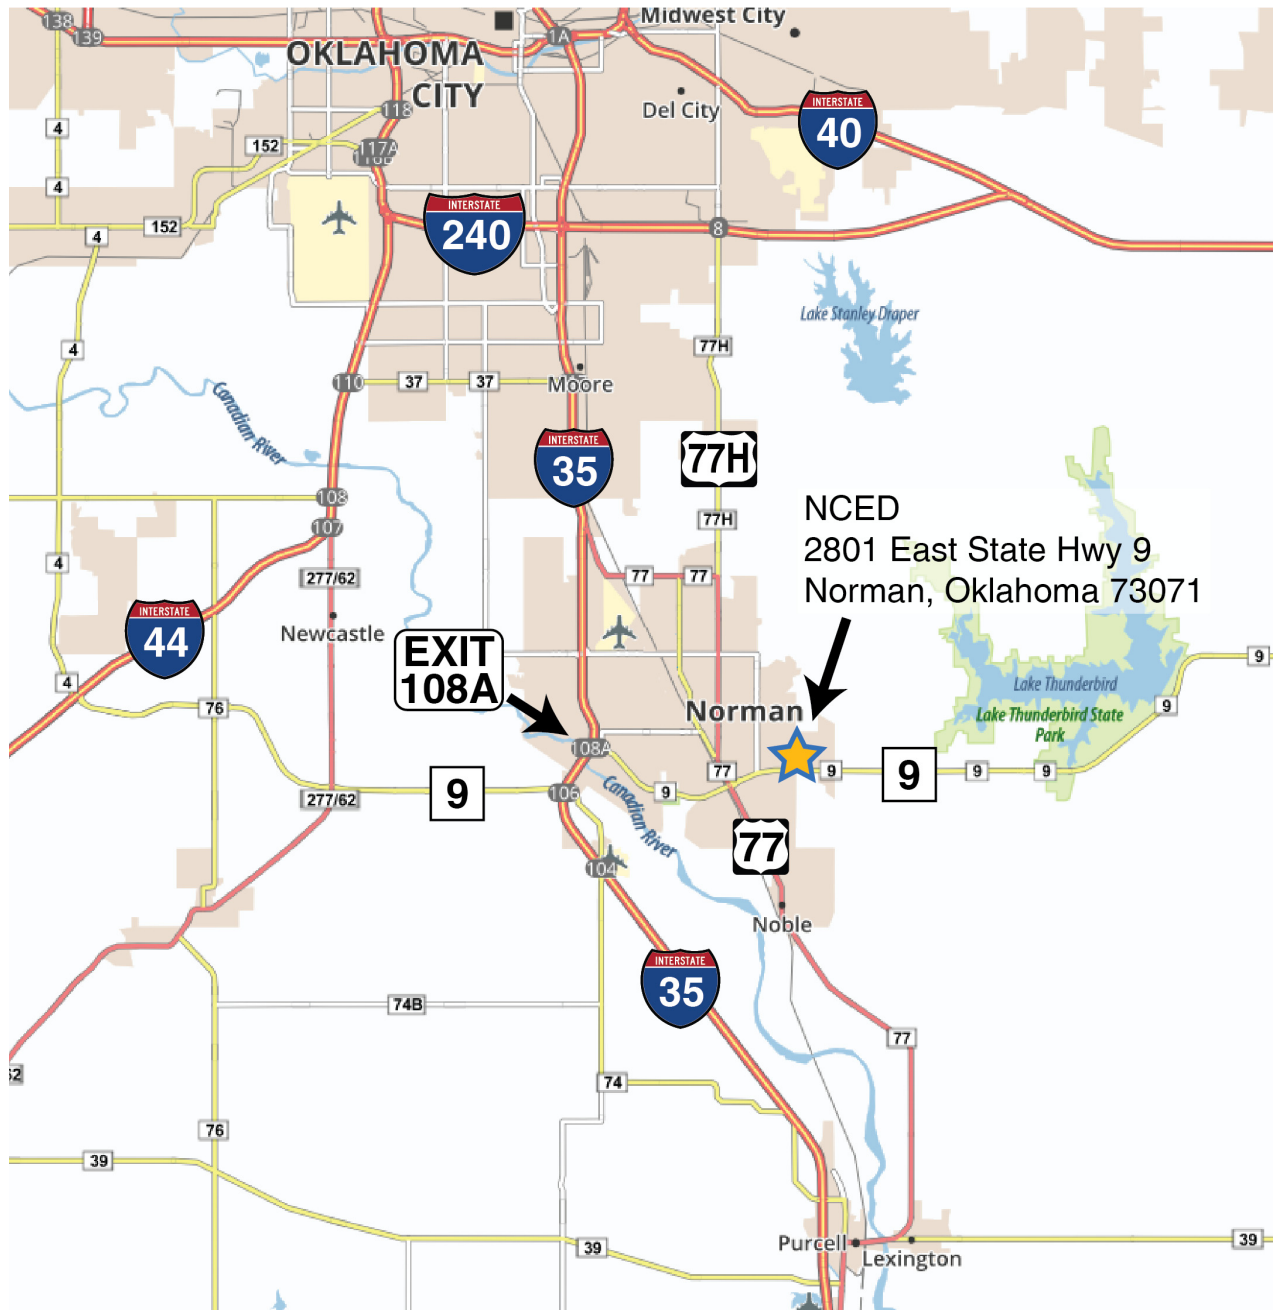 Midwest City
138
139
1A
OKLAHOMA
CITY
118
Del City
INTERSTATE
40
4
152
117A
4
152
4
INTERSTATE
240
8
Lake Stanley Draper
4
77H
110
37
37
Moore
Canadian River
INTERSTATE
35
77H
108
107
77H
NCED
2801 East State Hwy 9
Norman, Oklahoma 73071
4
277/62
77
77
INTERSTATE
44
Newcastle
EXIT
108A
9
4
Lake Thunderbird
76
Norman
Lake Thunderbird State
Park
9
108A
77
9
9
9
9
277/62
9
106
9
Canadian River
77
104
Noble
INTERSTATE
35
74B
77
62
74
76
39
Purcell
Lexington
39
39